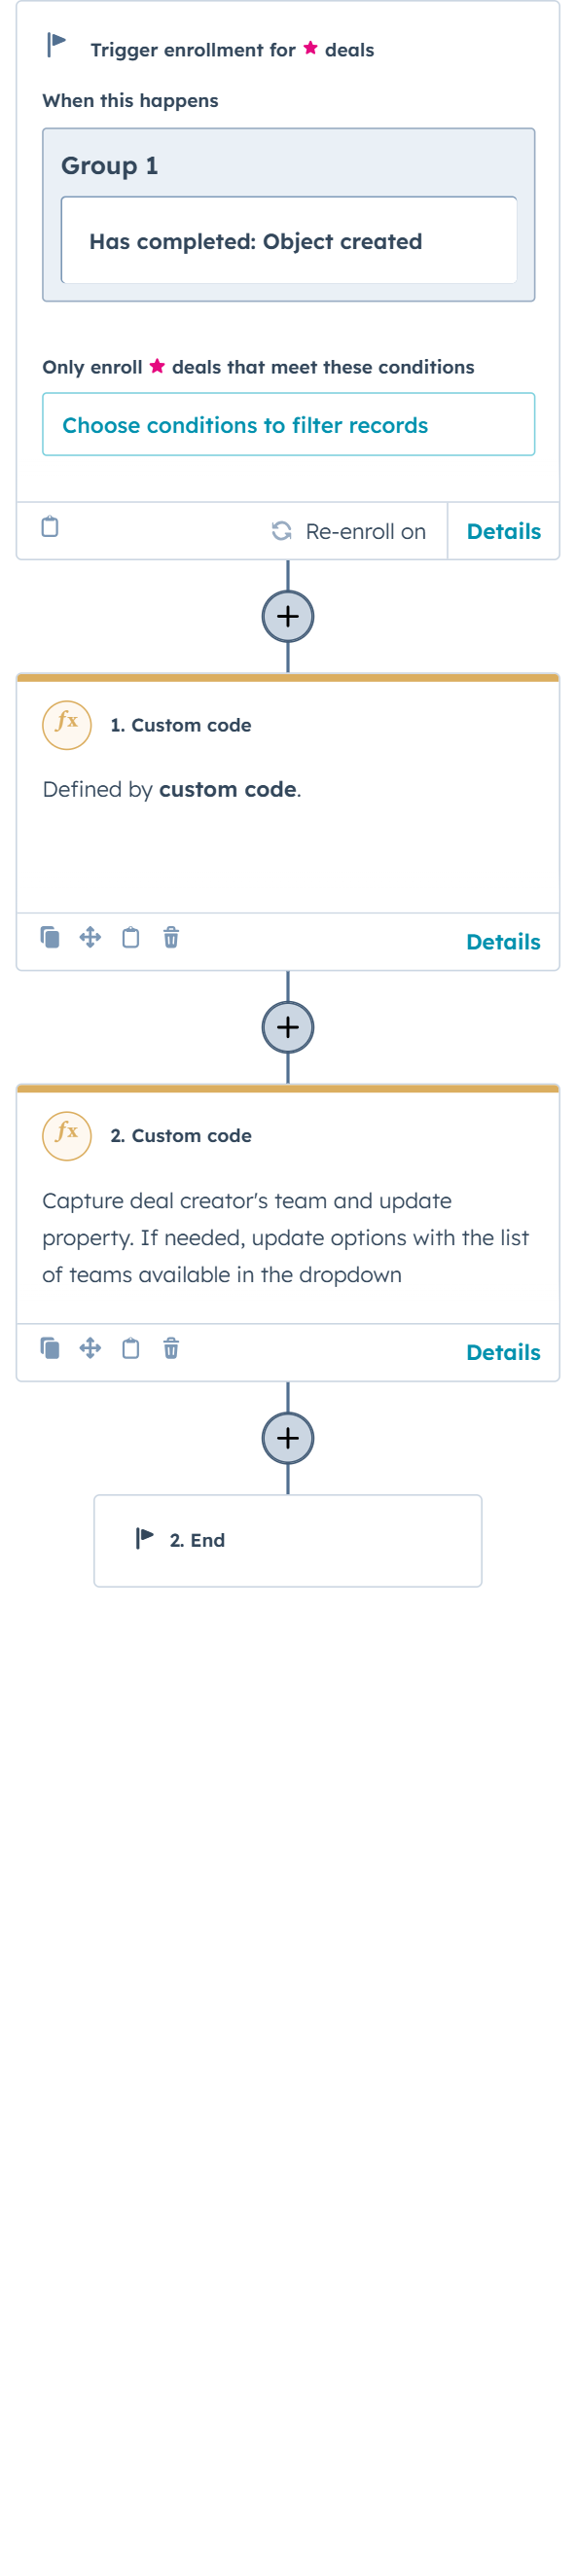 Trigger enrollment for ★ deals
When this happens
Group 1
Has completed: Object created
Only enroll ★ deals that meet these conditions
Choose conditions to filter records
Re-enroll on
Details
fx
1. Custom code
Defined by custom code.
Details
fx
2. Custom code
Capture deal creator's team and update
property. If needed, update options with the list
of teams available in the dropdown
Details
2. End